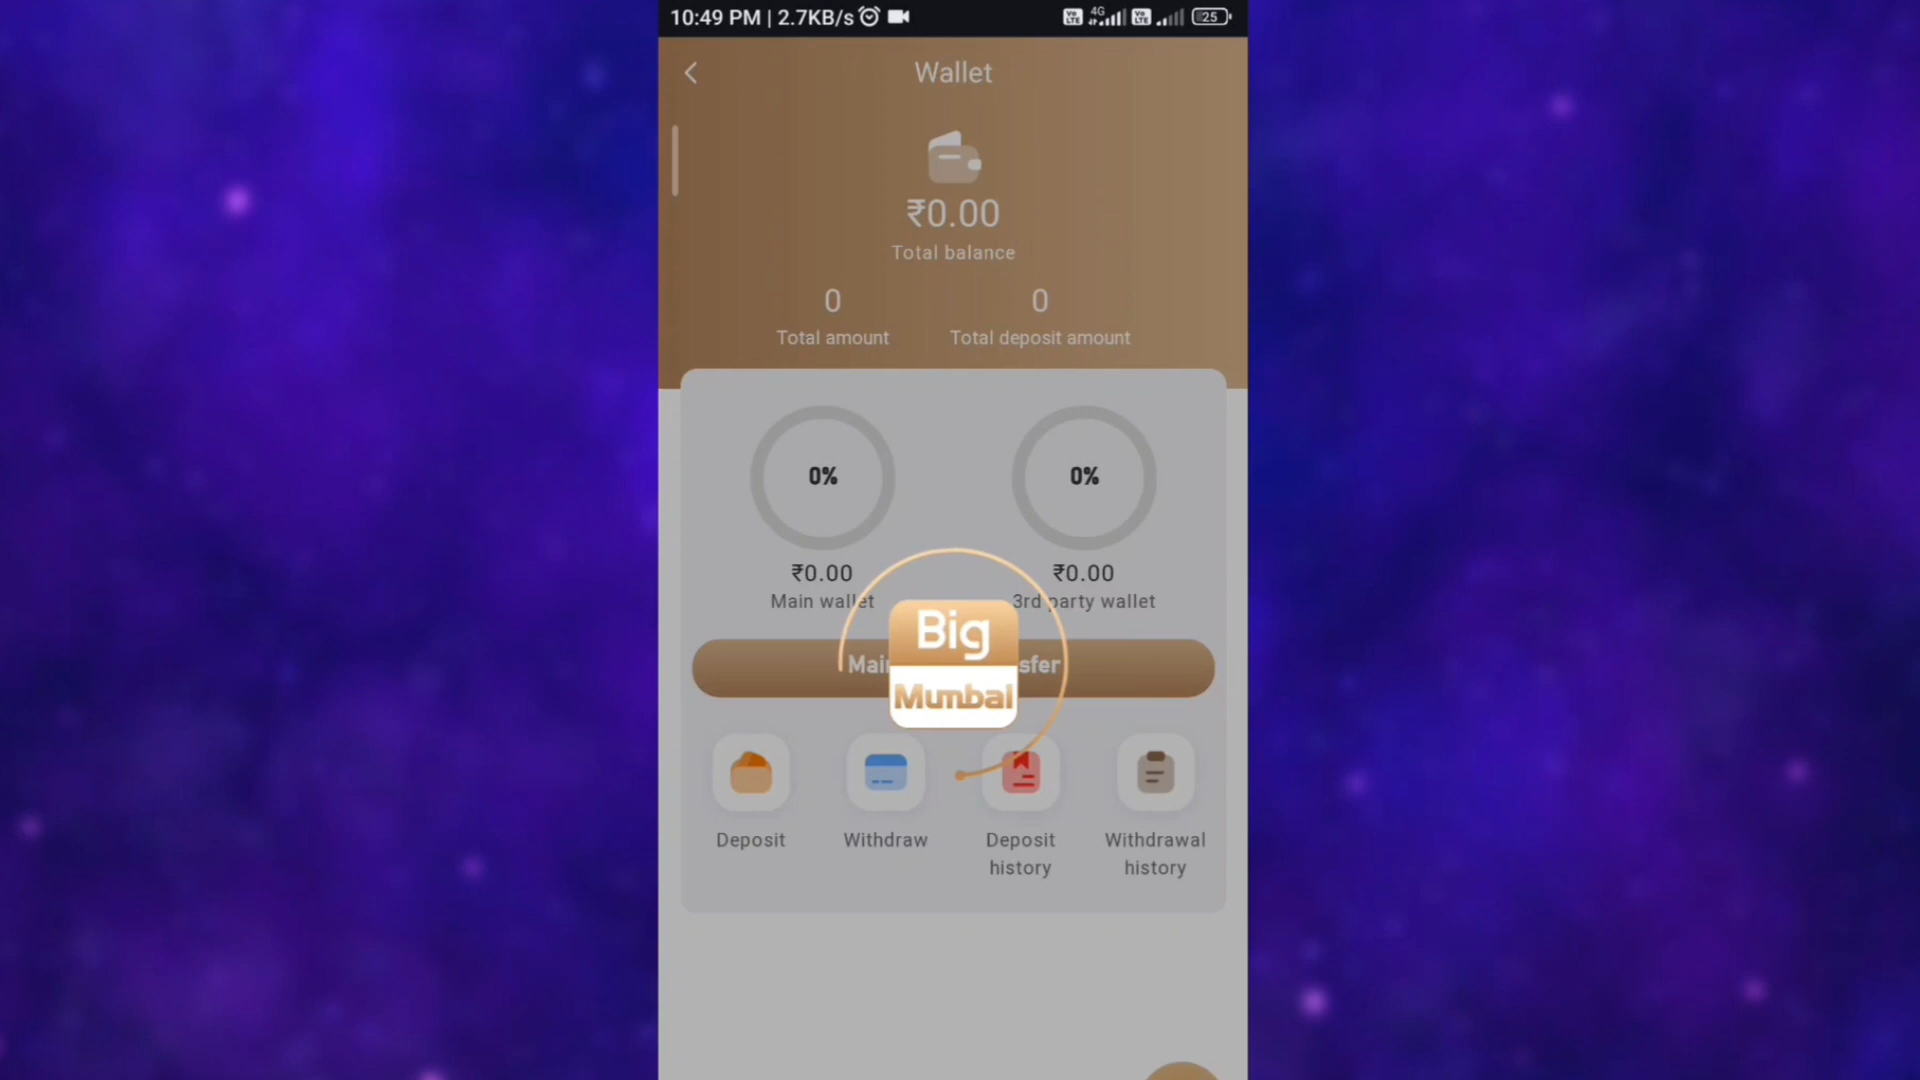 10:49 PM | 2.7KB/s 4G 25
Wallet
₹0.00
Total balance
0 0
Total amount Total deposit amount
0% 0%
₹0.00 ₹0.00
Main wallet 3rd party wallet
Big
Mumbai
Deposit Withdraw Deposit history Withdrawal history